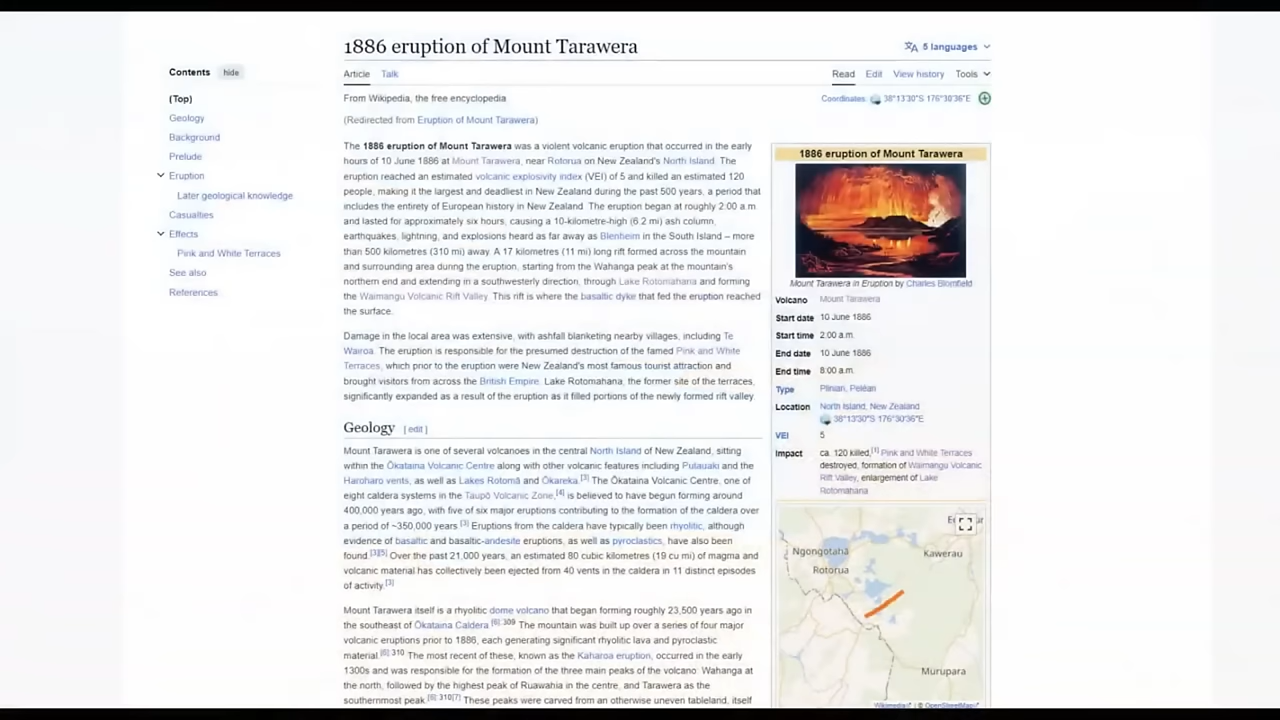 1886 eruption of Mount Tarawera
5 languages
Contents hide
(Top)
Geology
Background
Prelude
Eruption
Later geological knowledge
Casualties
Effects
Pink and White Terraces
See also
References
Article Talk
Read Edit View history Tools
From Wikipedia, the free encyclopedia
Coordinates: 38°13′30″S 176°30′36″E
(Redirected from Eruption of Mount Tarawera)
The 1886 eruption of Mount Tarawera was a violent volcanic eruption that occurred in the early
hours of 10 June 1886 at Mount Tarawera, near Rotorua on New Zealand's North Island. The
eruption reached an estimated volcanic explosivity index (VEI) of 5 and killed an estimated 120
people, making it the largest and deadliest in New Zealand during the past 500 years, a period that
includes the entirety of European history in New Zealand. The eruption began at roughly 2:00 a.m
and lasted for approximately six hours, causing a 10-kilometre-high (6.2 mi) ash column,
earthquakes, lightning, and explosions heard as far away as Blenheim in the South Island – more
than 500 kilometres (310 mi) away. A 17 kilometres (11 mi) long rift formed across the mountain
and surrounding area during the eruption, starting from the Wahanga peak at the mountain's
northern end and extending in a southwesterly direction, through Lake Rotomahana and forming
the Waimangu Volcanic Rift Valley. This rift is where the basaltic dyke that fed the eruption reached
the surface.
Damage in the local area was extensive, with ashfall blanketing nearby villages, including Te
Wairoa. The eruption is responsible for the presumed destruction of the famed Pink and White
Terraces, which prior to the eruption were New Zealand's most famous tourist attraction and
brought visitors from across the British Empire. Lake Rotomahana, the former site of the terraces,
significantly expanded as a result of the eruption as it filled portions of the newly formed rift valley.
Geology [ edit ]
Mount Tarawera is one of several volcanoes in the central North Island of New Zealand, sitting
within the Ōkataina Volcanic Centre along with other volcanic features including Putauaki and the
Haroharo vents, as well as Lakes Rotomā and Ōkareka.[3] The Ōkataina Volcanic Centre, one of
eight caldera systems in the Taupō Volcanic Zone,[4] is believed to have begun forming around
400,000 years ago, with five of six major eruptions contributing to the formation of the caldera over
a period of ~350,000 years.[3] Eruptions from the caldera have typically been rhyolitic, although
evidence of basaltic and basaltic-andesite eruptions, as well as pyroclastics, have also been
found.[3][5] Over the past 21,000 years, an estimated 80 cubic kilometres (19 cu mi) of magma and
volcanic material has collectively been ejected from 40 vents in the caldera in 11 distinct episodes
of activity.[3]
Mount Tarawera itself is a rhyolitic dome volcano that began forming roughly 23,500 years ago in
the southeast of Ōkataina Caldera.[6]: 309 The mountain was built up over a series of four major
volcanic eruptions prior to 1886, each generating significant rhyolitic lava and pyroclastic
material.[6]: 310 The most recent of these, known as the Kaharoa eruption, occurred in the early
1300s and was responsible for the formation of the three main peaks of the volcano: Wahanga at
the north, followed by the highest peak of Ruawahia in the centre, and Tarawera as the
southernmost peak.[6]: 310[7] These peaks were carved from an otherwise uneven tableland, itself
1886 eruption of Mount Tarawera
Mount Tarawera in Eruption by Charles Blomfield
Volcano Mount Tarawera
Start date 10 June 1886
Start time 2:00 a.m.
End date 10 June 1886
End time 8:00 a.m.
Type Plinian, Peléan
Location North Island, New Zealand
38°13′30″S 176°30′36″E
VEI 5
Impact ca. 120 killed,[1] Pink and White Terraces
destroyed, formation of Waimangu Volcanic
Rift Valley, enlargement of Lake
Rotomahana
Ngongotahā
Kawerau
Rotorua
Murupara
Wikimedia | © OpenStreetMap